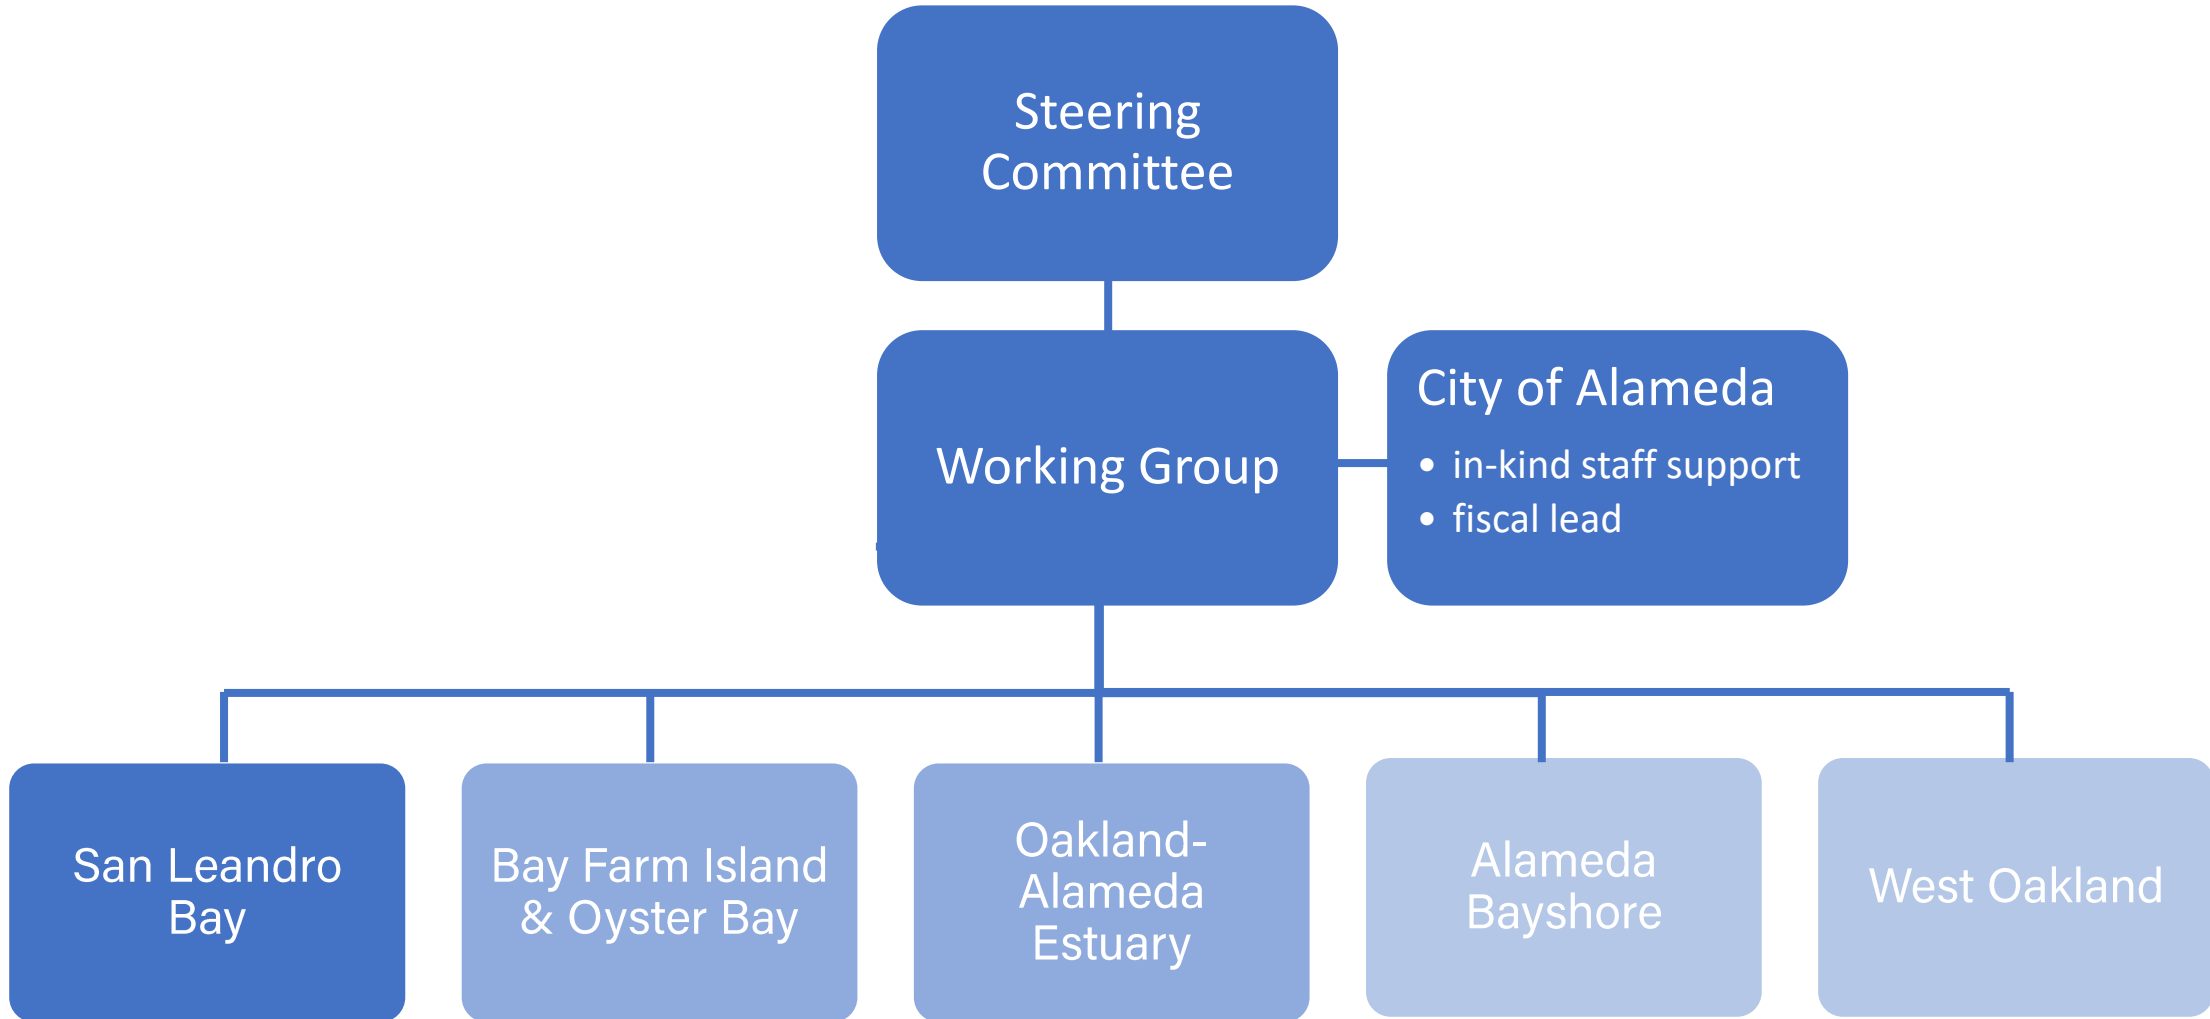 Steering
Committee
Working Group
City of Alameda
• in-kind staff support
• fiscal lead
San Leandro
Bay
Bay Farm Island
& Oyster Bay
Oakland-
Alameda
Estuary
Alameda
Bayshore
West Oakland